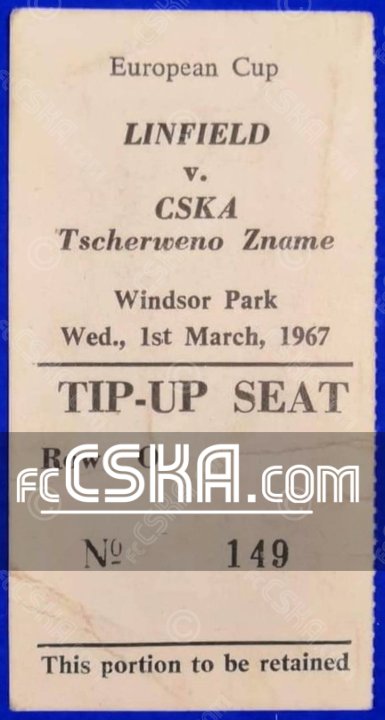 European Cup
LINFIELD
v.
CSKA
Tscherweno Zname
Windsor Park
Wed., 1st March, 1967
TIP-UP SEAT
Row O
fcCSKA.com
Nº 149
This portion to be retained